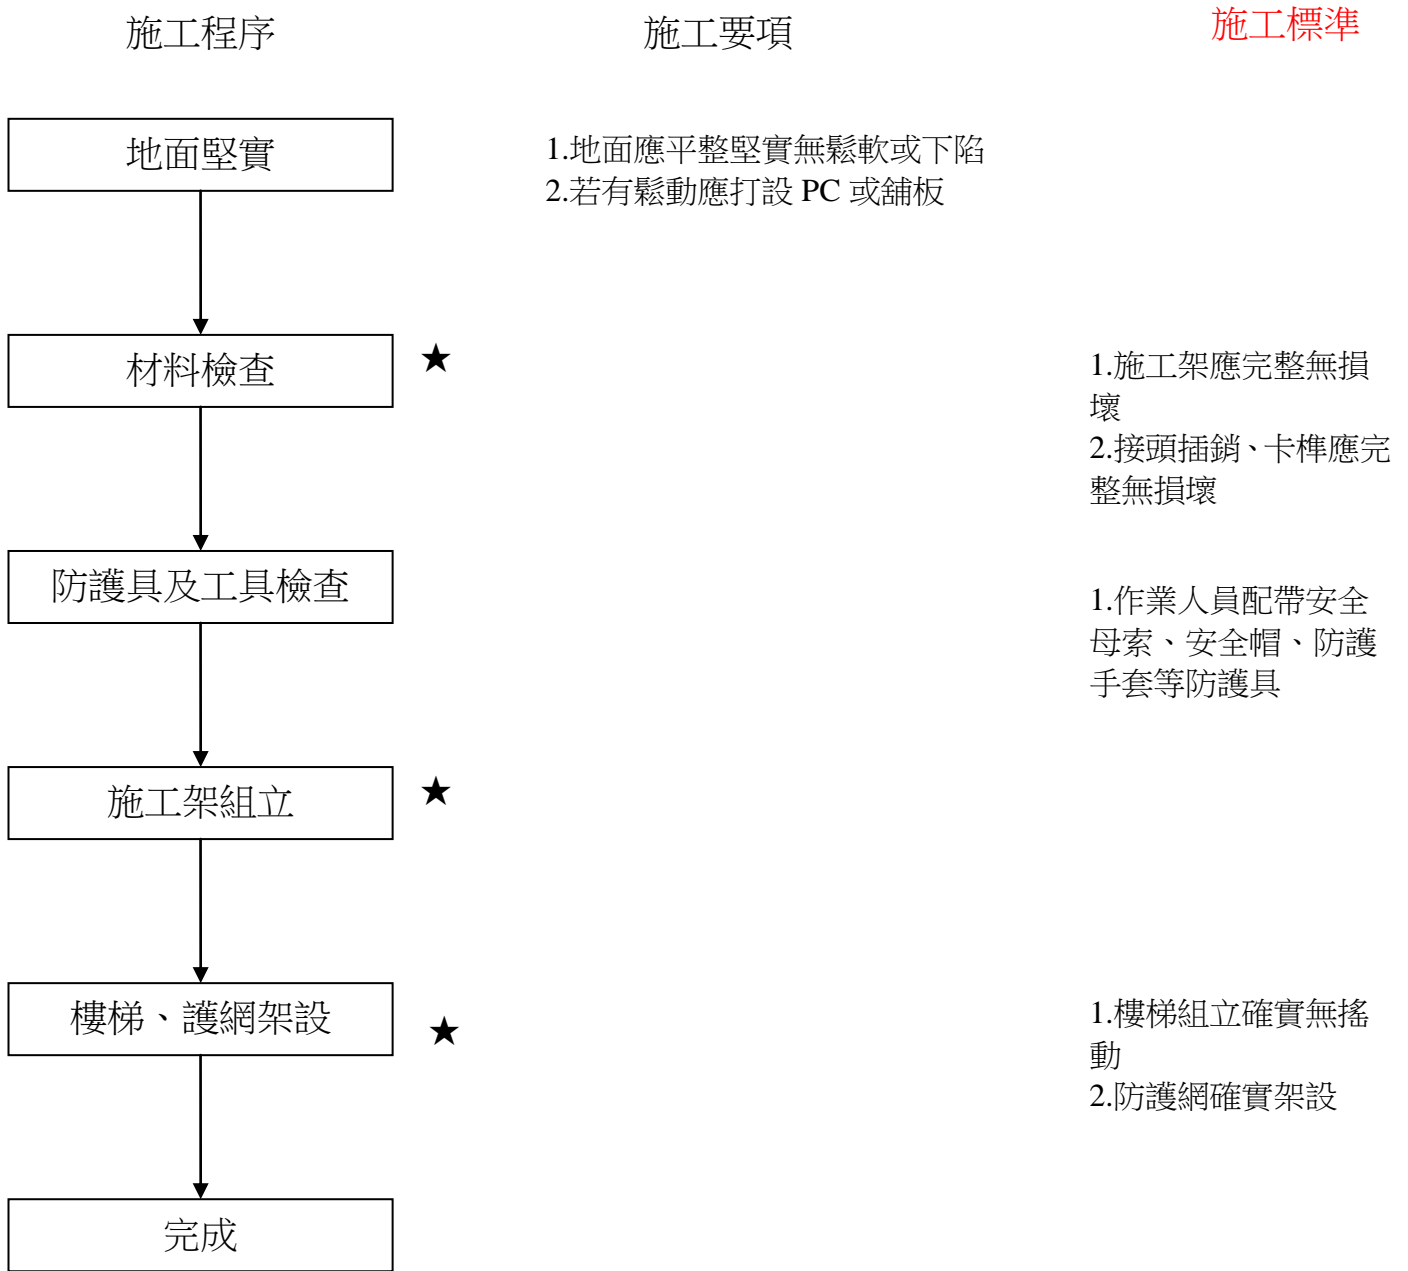 施工程序
施工要項
施工標準
地面堅實
1.地面應平整堅實無鬆軟或下陷
2.若有鬆動應打設 PC 或舖板
材料檢查
★
1.施工架應完整無損
壞
2.接頭插銷、卡榫應完
整無損壞
防護具及工具檢查
1.作業人員配帶安全
母索、安全帽、防護
手套等防護具
施工架組立
★
樓梯、護網架設
★
1.樓梯組立確實無搖
動
2.防護網確實架設
完成